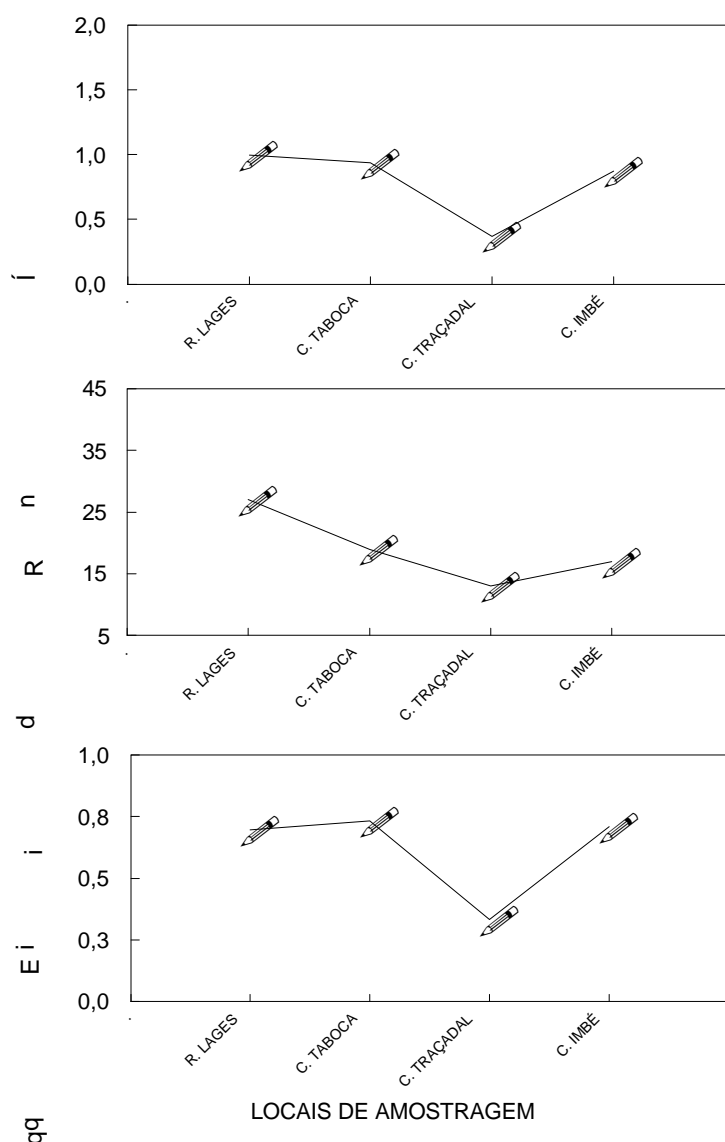 2,0
1,5
1,0
0,5
0,0
Í
.
R. LAGES
C. TABOCA
C. TRAÇADAL
C. IMBÉ
45
35
25
15
5
n
R
.
R. LAGES
C. TABOCA
C. TRAÇADAL
C. IMBÉ
d
1,0
0,8
0,5
0,3
0,0
i
i
E
.
R. LAGES
C. TABOCA
C. TRAÇADAL
C. IMBÉ
LOCAIS DE AMOSTRAGEM
qq